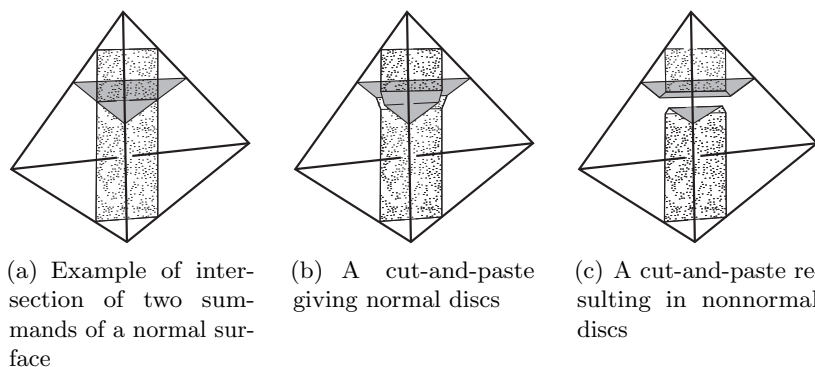 (a) Example of inter-
section of two sum-
mands of a normal sur-
face
(b) A cut-and-paste
giving normal discs
(c) A cut-and-paste re-
sulting in nonnormal
discs